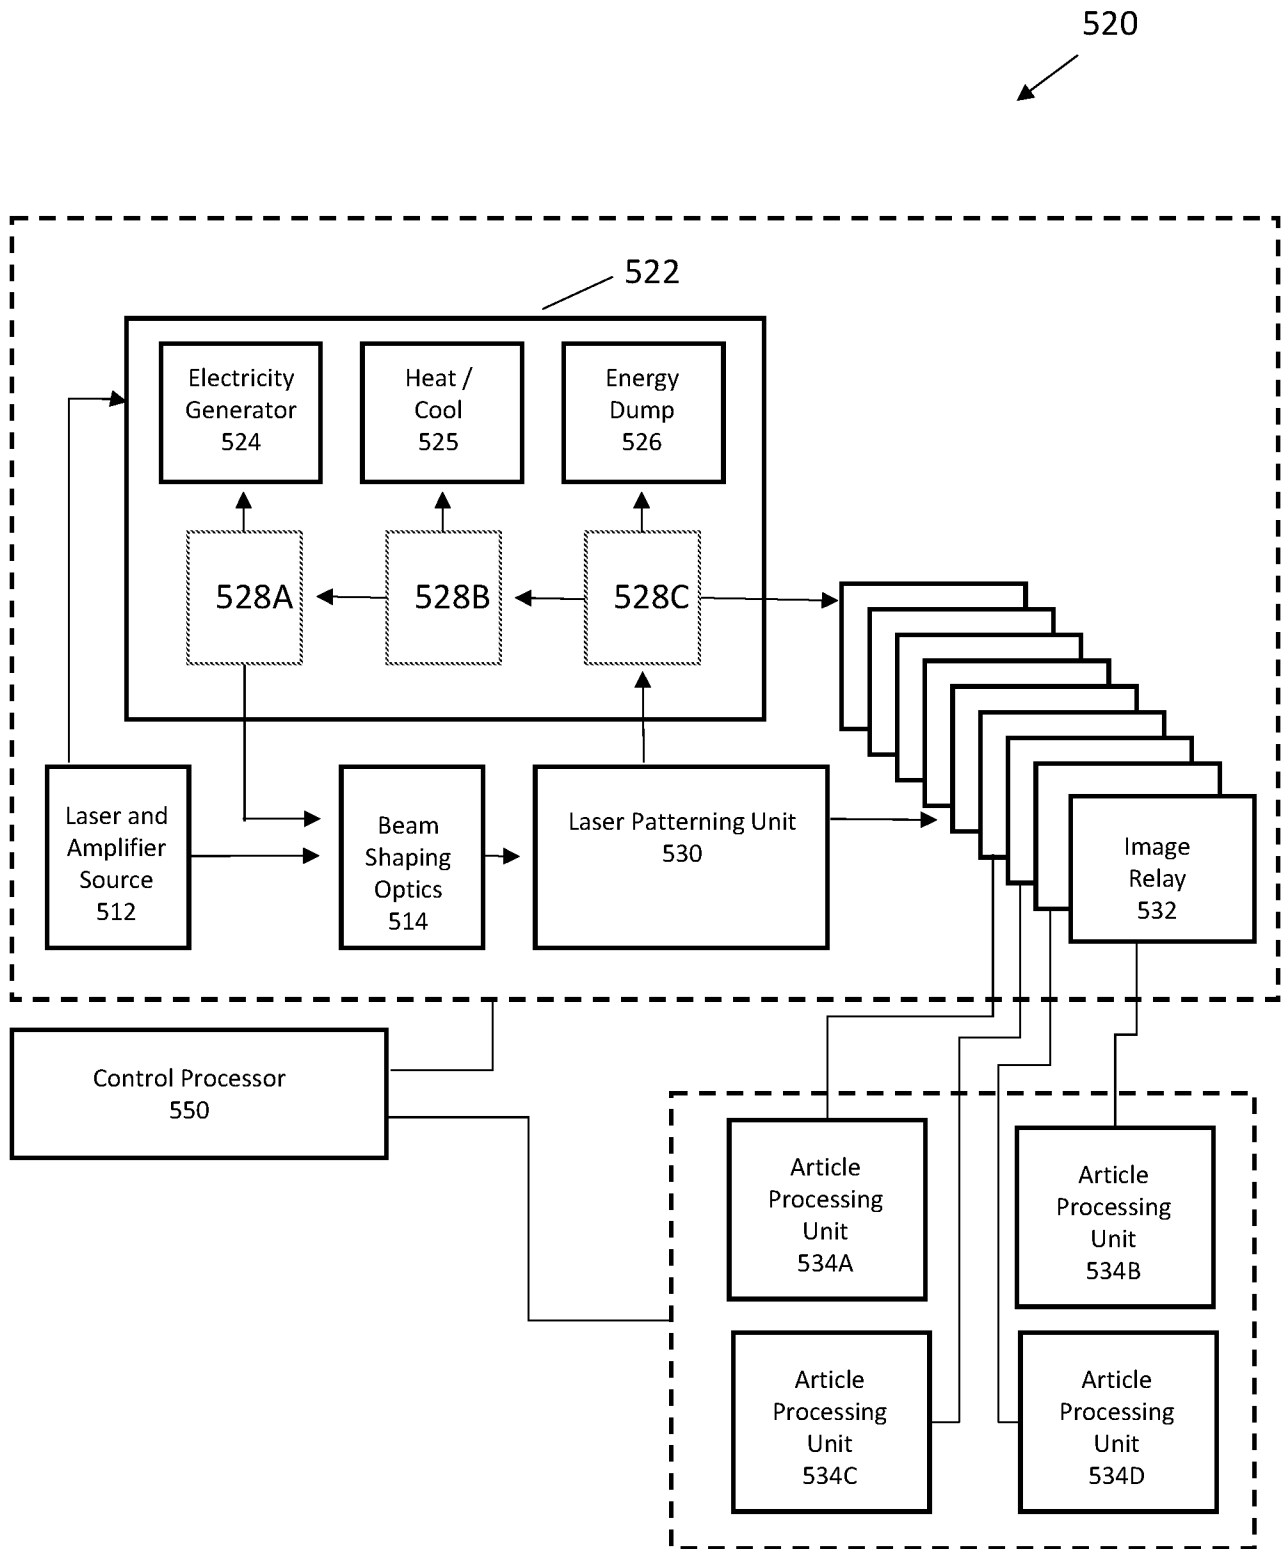 520
522
Electricity
Generator
524
Heat /
Cool
525
Energy
Dump
526
528A
528B
528C
Laser and
Amplifier
Source
512
Beam
Shaping
Optics
514
Laser Patterning Unit
530
Image
Relay
532
Control Processor
550
Article
Processing
Unit
534A
Article
Processing
Unit
534B
Article
Processing
Unit
534C
Article
Processing
Unit
534D